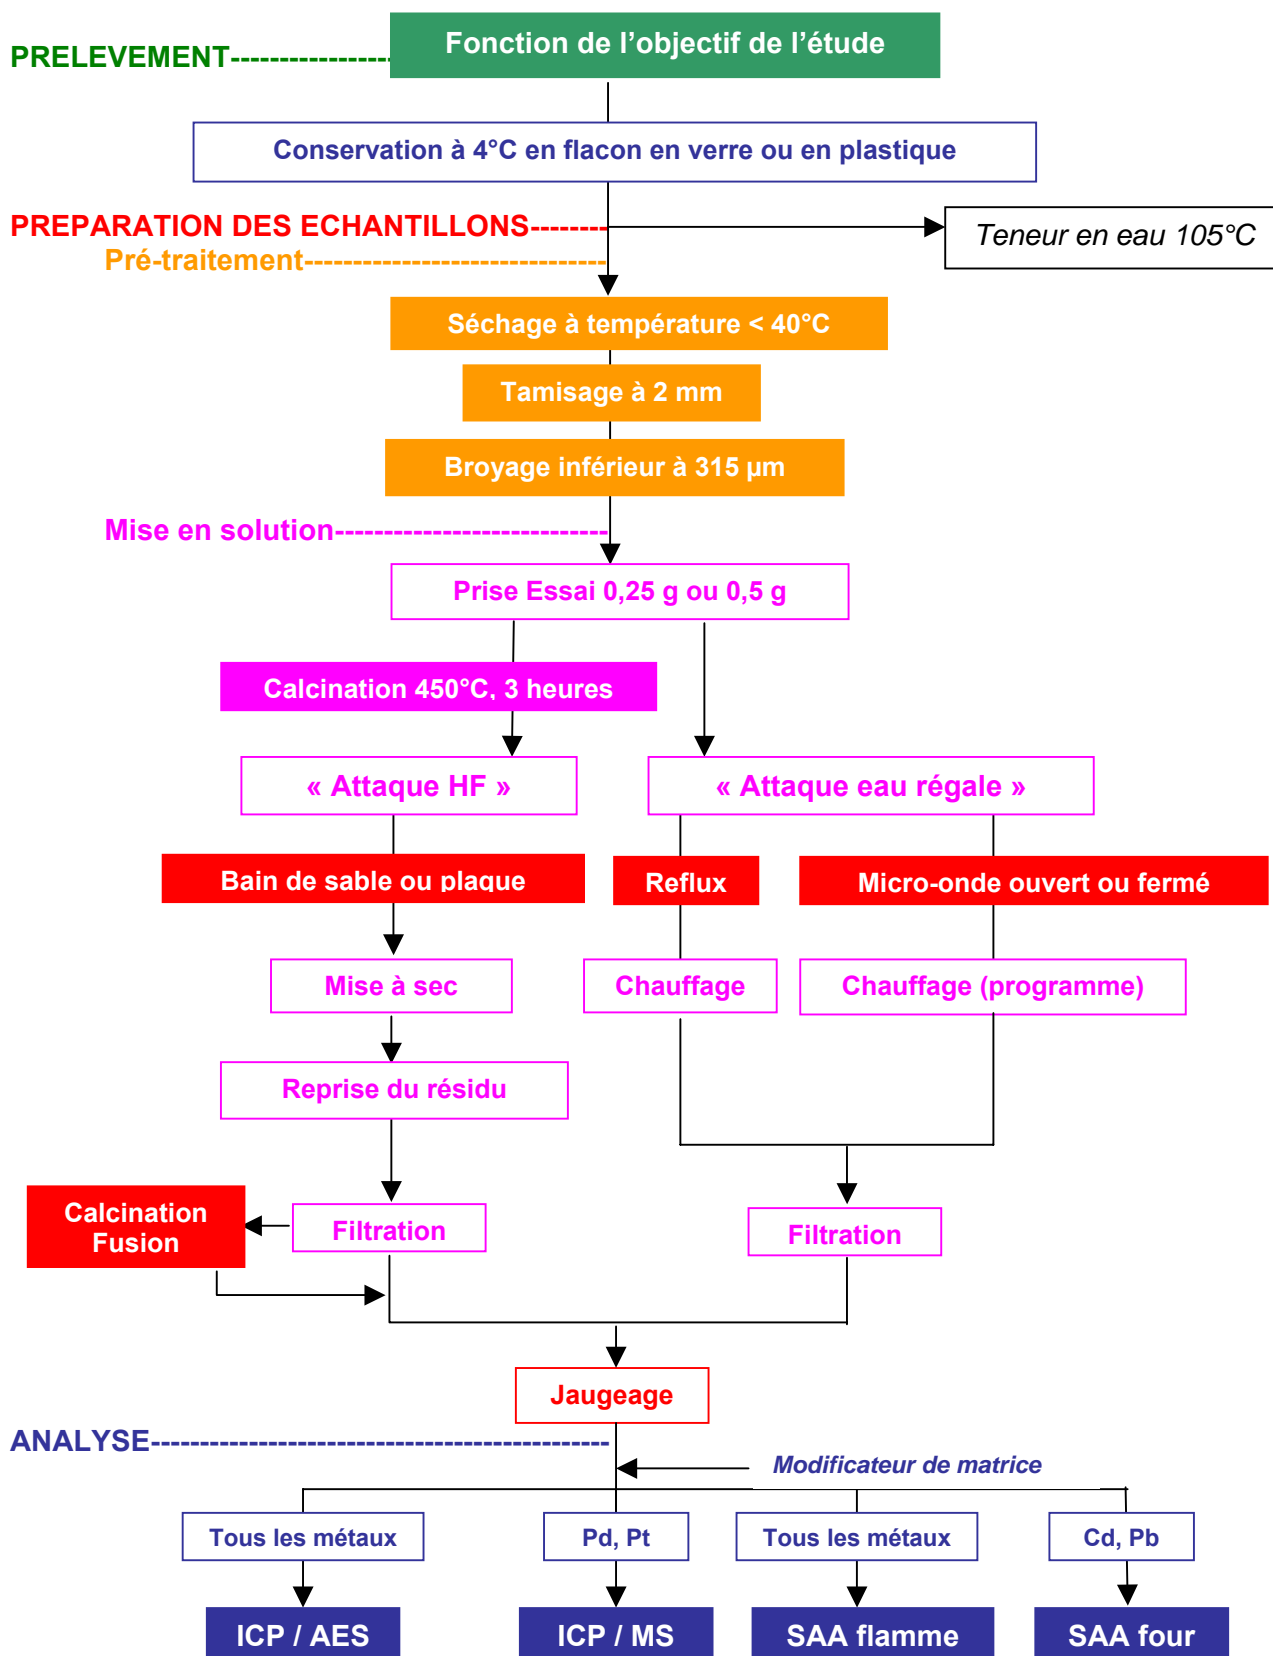 Fonction de l'objectif de l'étude
PRELEVEMENT-----------------
Conservation à 4°C en flacon en verre ou en plastique
PREPARATION DES ECHANTILLONS--------
Teneur en eau 105°C
Pré-traitement-------------------------------
Séchage à température < 40°C
Tamisage à 2 mm
Broyage inférieur à 315 µm
Mise en solution----------------------------
Prise Essai 0,25 g ou 0,5 g
Calcination 450°C, 3 heures
« Attaque HF »
« Attaque eau régale »
Bain de sable ou plaque
Reflux
Micro-onde ouvert ou fermé
Mise à sec
Chauffage
Chauffage (programme)
Reprise du résidu
Calcination
Fusion
Filtration
Filtration
Jaugeage
ANALYSE-----------------------------------------------
Modificateur de matrice
Tous les métaux
Pd, Pt
Tous les métaux
Cd, Pb
ICP / AES
ICP / MS
SAA flamme
SAA four